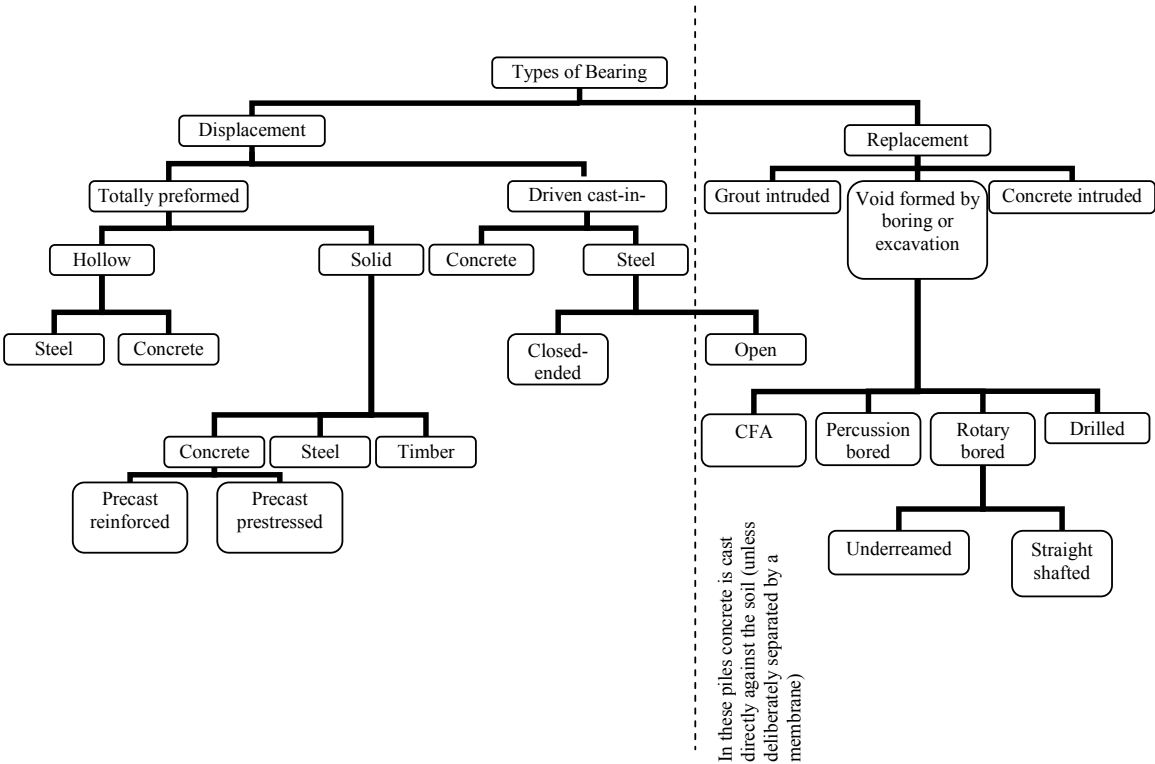 Types of Bearing
Displacement
Replacement
Totally preformed
Driven cast-in-
Grout intruded
Void formed by
boring or
excavation
Concrete intruded
Hollow
Solid
Concrete
Steel
Steel
Concrete
Closed-
ended
Open
CFA
Percussion
bored
Rotary
bored
Drilled
Concrete
Steel
Timber
Precast
reinforced
Precast
prestressed
Underreamed
Straight
shafted
In these piles concrete is cast
directly against the soil (unless
deliberately separated by a
membrane)